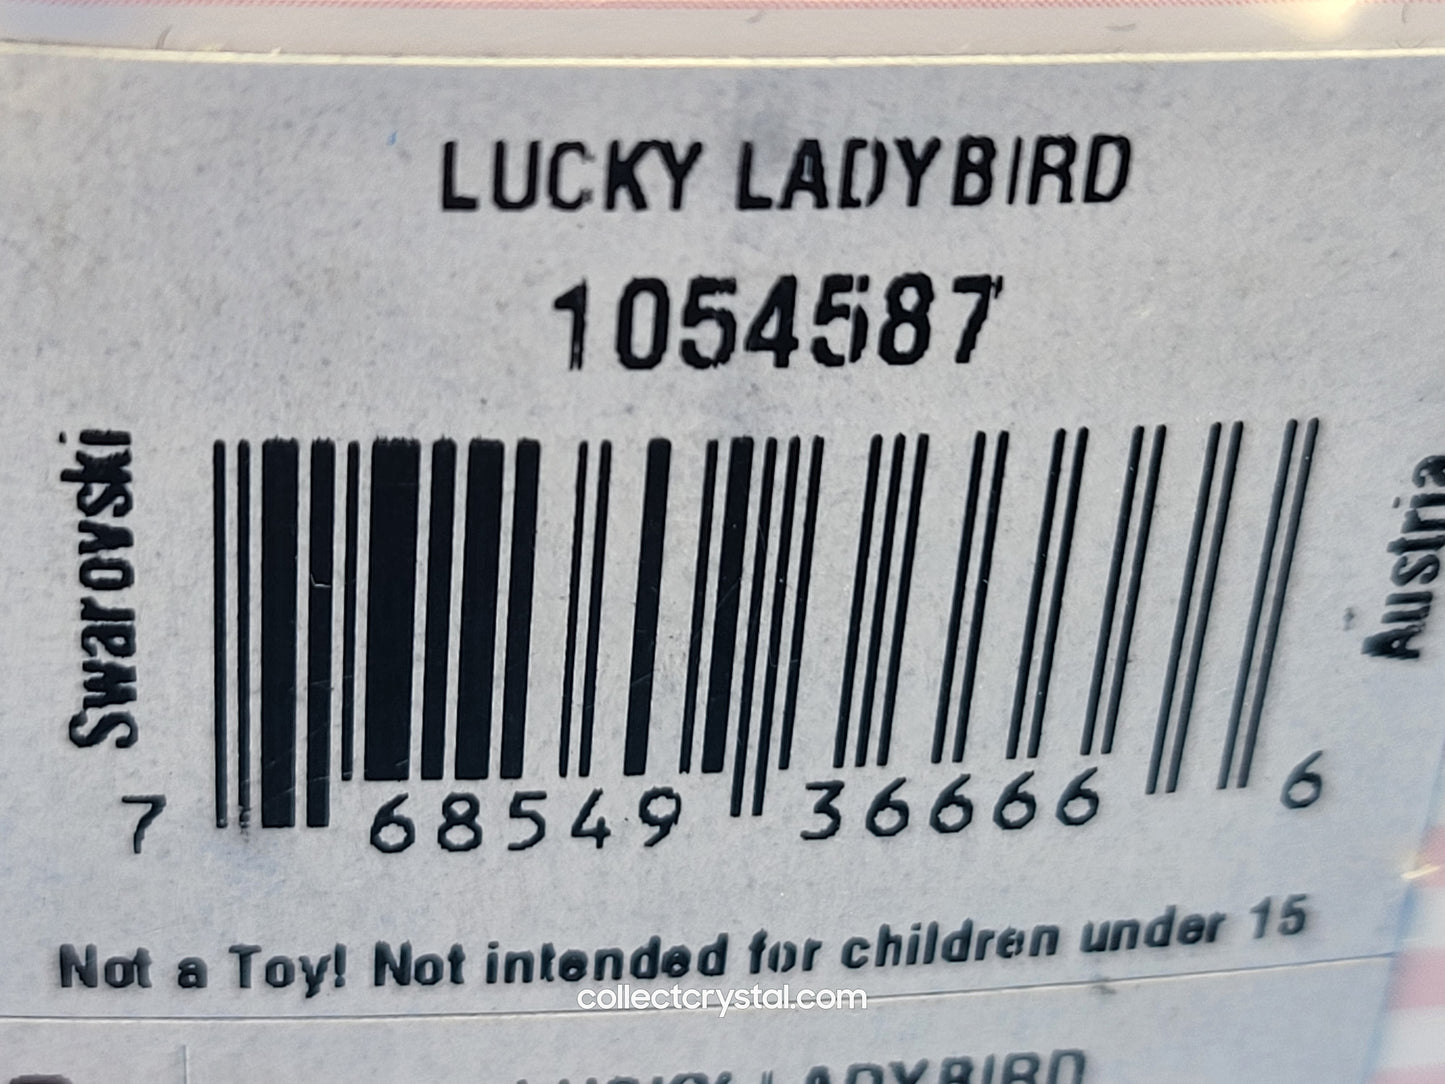 LUCKY LADYBIRD
1054587
Swarovski
Austria
7 68549 36666 6
Not a Toy! Not intended for children under 15
collectcrystal.com
LADYBIRD